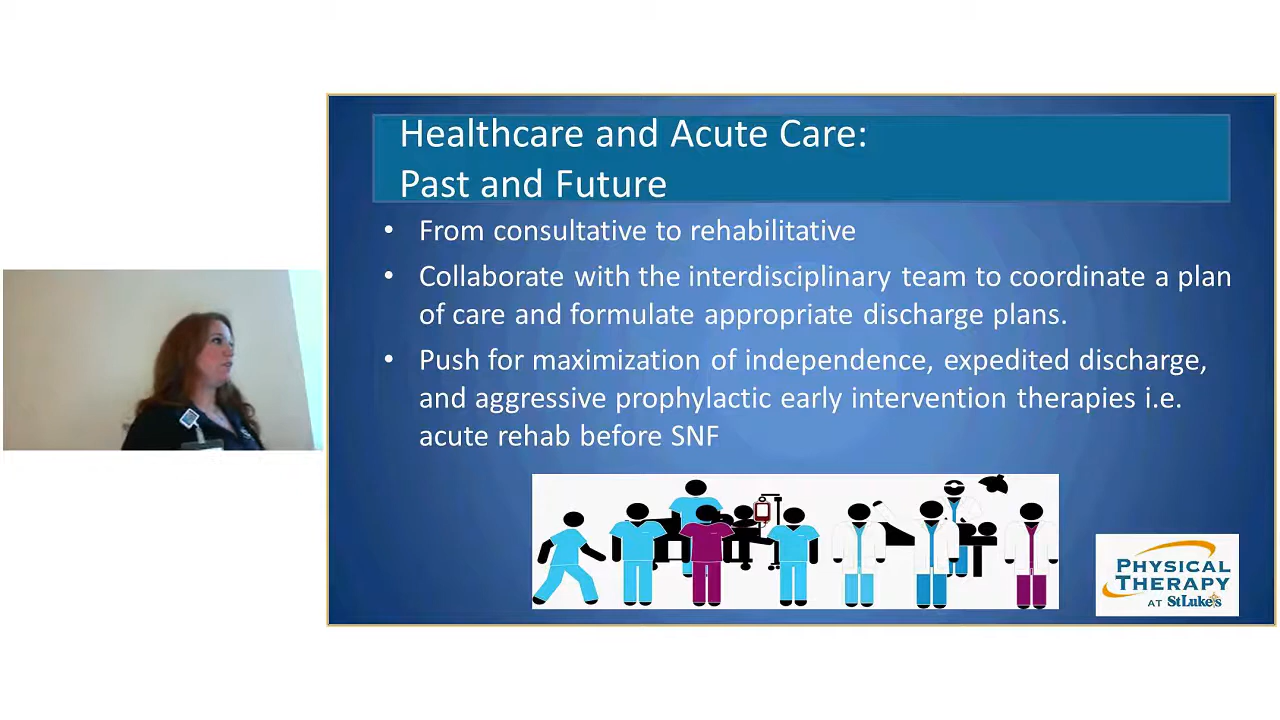 Healthcare and Acute Care:
Past and Future
• From consultative to rehabilitative
• Collaborate with the interdisciplinary team to coordinate a plan
of care and formulate appropriate discharge plans.
• Push for maximization of independence, expedited discharge,
and aggressive prophylactic early intervention therapies i.e.
acute rehab before SNF
PHYSICAL
THERAPY
AT StLuke's